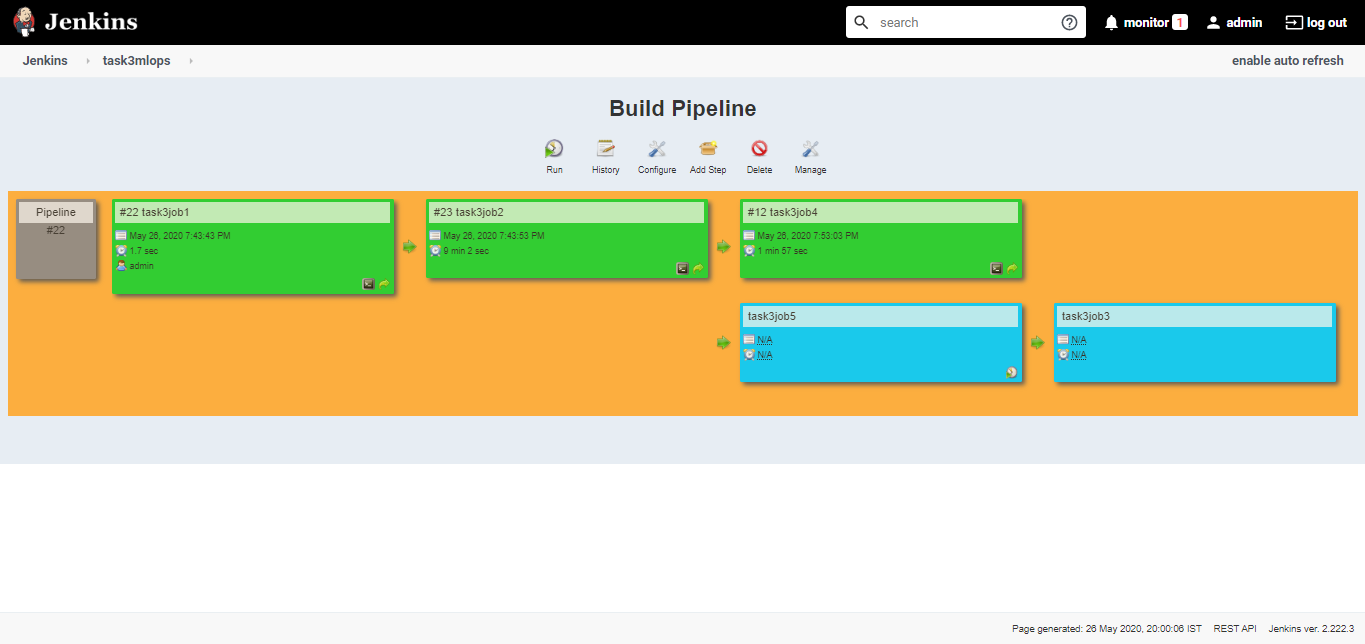 Jenkins
search
monitor 1
admin
log out
Jenkins
task3mlops
enable auto refresh
Build Pipeline
Run
History
Configure
Add Step
Delete
Manage
Pipeline
#22
#22 task3job1
May 26, 2020 7:43:43 PM
1.7 sec
admin
#23 task3job2
May 26, 2020 7:43:53 PM
9 min 2 sec
#12 task3job4
May 26, 2020 7:53:03 PM
1 min 57 sec
task3job5
N/A
N/A
task3job3
N/A
N/A
Page generated: 26 May 2020, 20:00:06 IST
REST API
Jenkins ver. 2.222.3